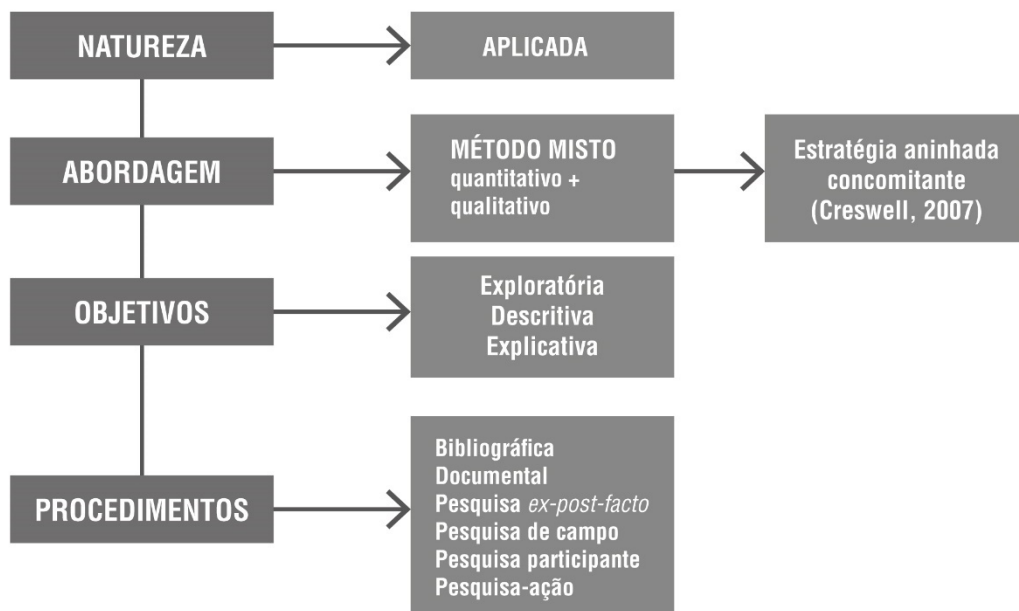 NATUREZA
APLICADA
ABORDAGEM
MÉTODO MISTO
quantitativo +
qualitativo
Estratégia aninhada
concomitante
(Creswell, 2007)
OBJETIVOS
Exploratória
Descritiva
Explicativa
PROCEDIMENTOS
Bibliográfica
Documental
Pesquisa ex-post-facto
Pesquisa de campo
Pesquisa participante
Pesquisa-ação